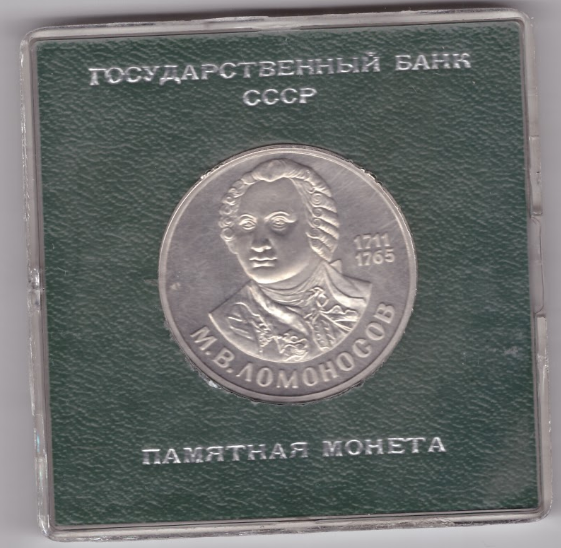 ГОСУДАРСТВЕННЫЙ БАНК
СССР
1711
1765
М.В.ЛОМОНОСОВ
ПАМЯТНАЯ МОНЕТА